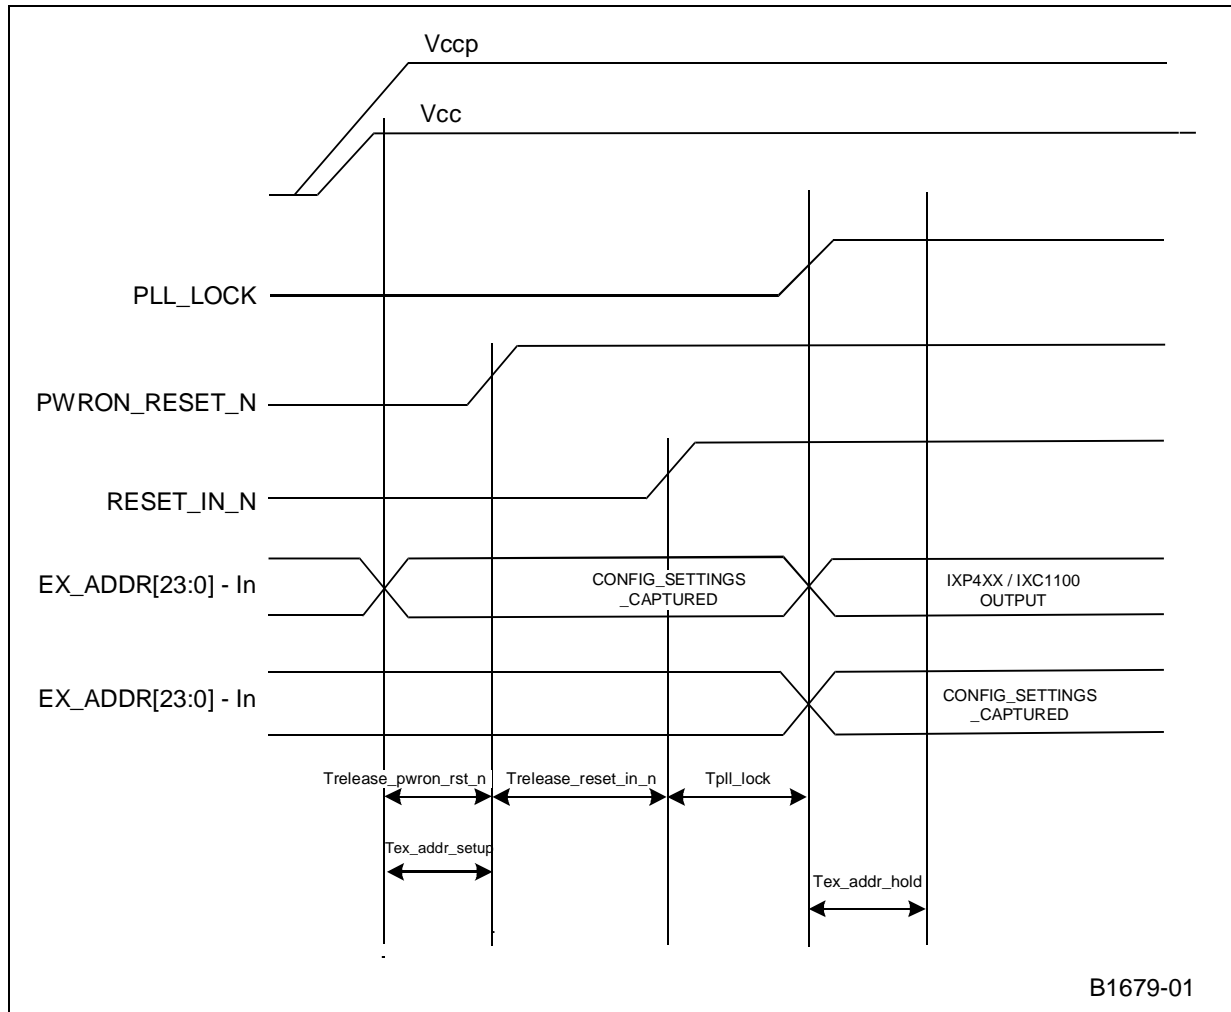 Vccp
Vcc
PLL_LOCK
PWRON_RESET_N
RESET_IN_N
EX_ADDR[23:0] - In
CONFIG_SETTINGS
_CAPTURED
IXP4XX / IXC1100
OUTPUT
EX_ADDR[23:0] - In
CONFIG_SETTINGS
_CAPTURED
Trelease_pwron_rst_n
Trelease_reset_in_n
Tpll_lock
Tex_addr_setup
Tex_addr_hold
B1679-01